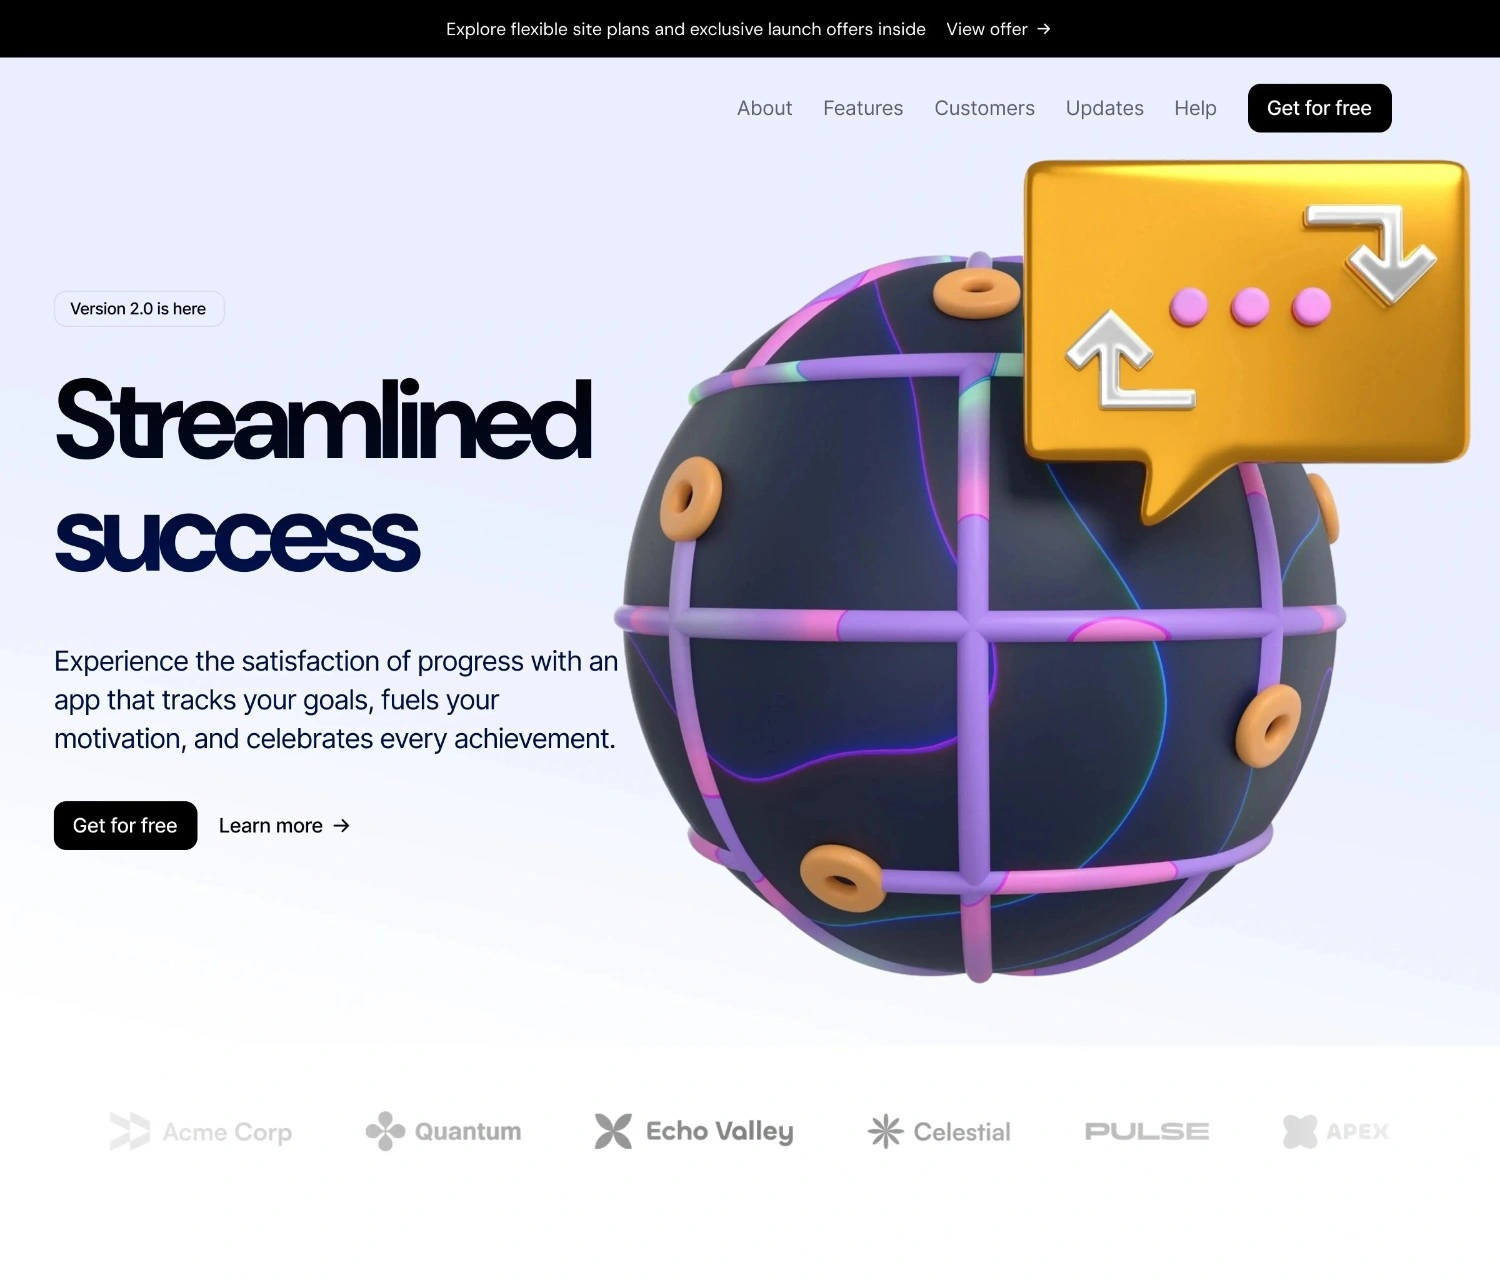 Explore flexible site plans and exclusive launch offers inside View offer →
About Features Customers Updates Help Get for free
Version 2.0 is here
Streamlined
success
Experience the satisfaction of progress with an
app that tracks your goals, fuels your
motivation, and celebrates every achievement.
Get for free Learn more →
Acme Corp Quantum Echo Valley Celestial PULSE APEX